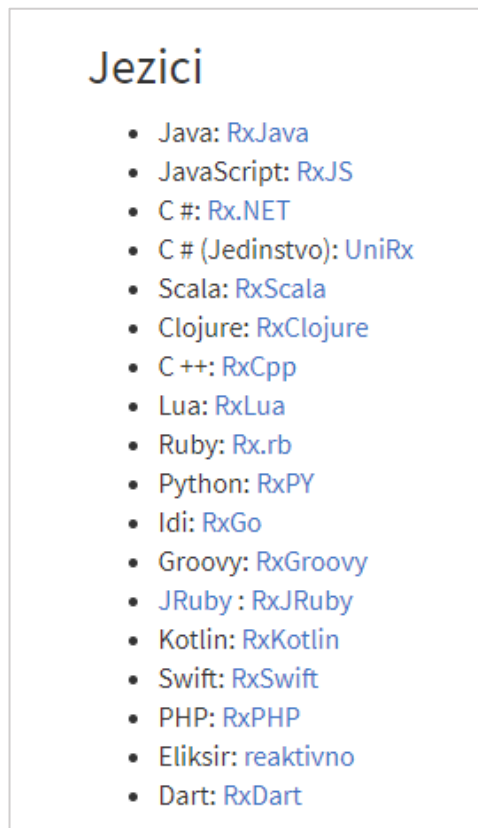 Jezici
• Java: RxJava
• JavaScript: RxJS
• C #: Rx.NET
• C # (Jedinstvo): UniRx
• Scala: RxScala
• Clojure: RxClojure
• C ++: RxCpp
• Lua: RxLua
• Ruby: Rx.rb
• Python: RxPY
• Idi: RxGo
• Groovy: RxGroovy
• JRuby : RxJRuby
• Kotlin: RxKotlin
• Swift: RxSwift
• PHP: RxPHP
• Eliksir: reaktivno
• Dart: RxDart